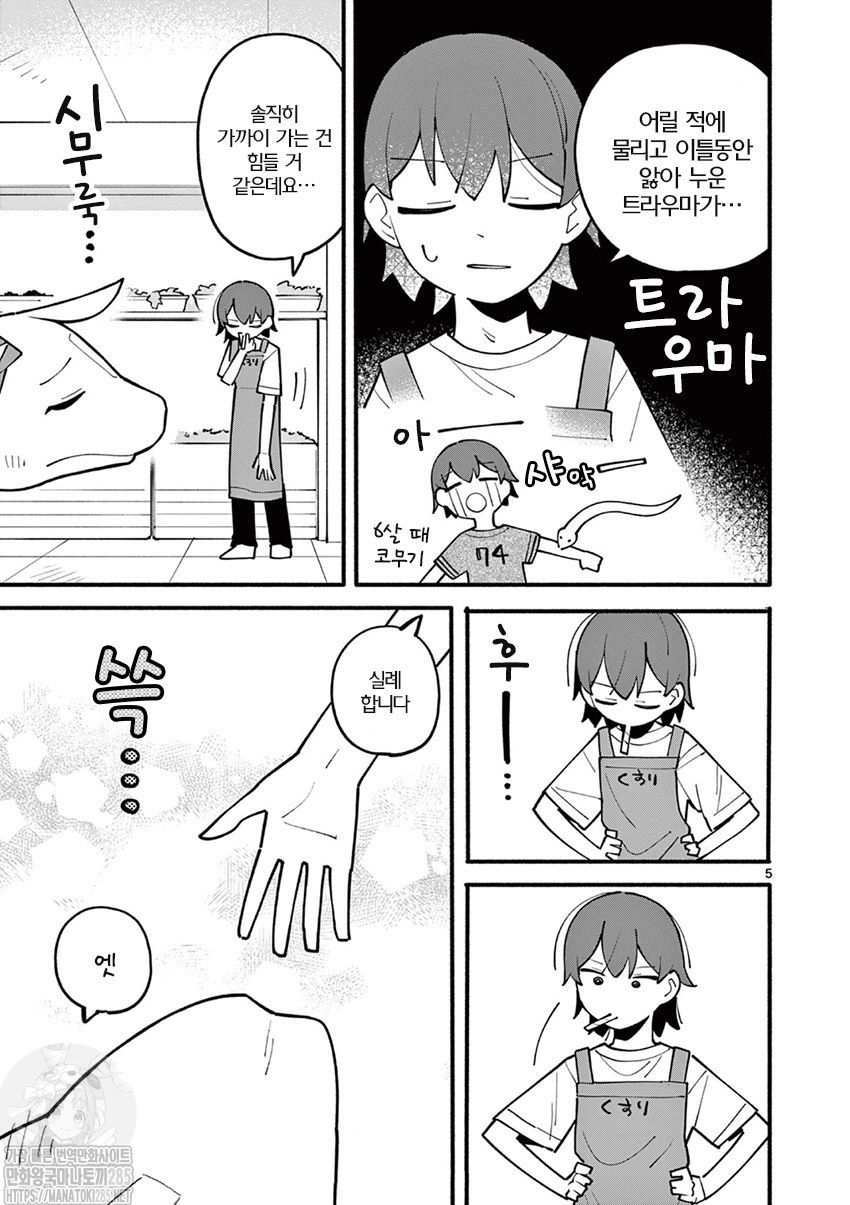 어릴 적에
물리고 이틀동안
앓아 누운
트라우마가…
트라
우마
아ー
샤악ー
6살 때
코무기
74
솔직히
가까이 가는 건
힘들 거
같은데요…
시무룩…
くすり
후ー…
くすり
5
くすり
실례
합니다
쓱…
엣
가장 빠른 번역만화사이트
만화왕국마나토끼285
HTTPS://MANATOKI285.NET